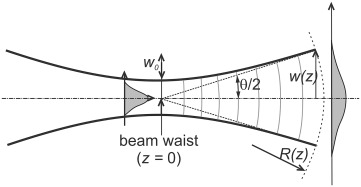 w₀
θ/2
w(z)
beam waist
(z = 0)
R(z)